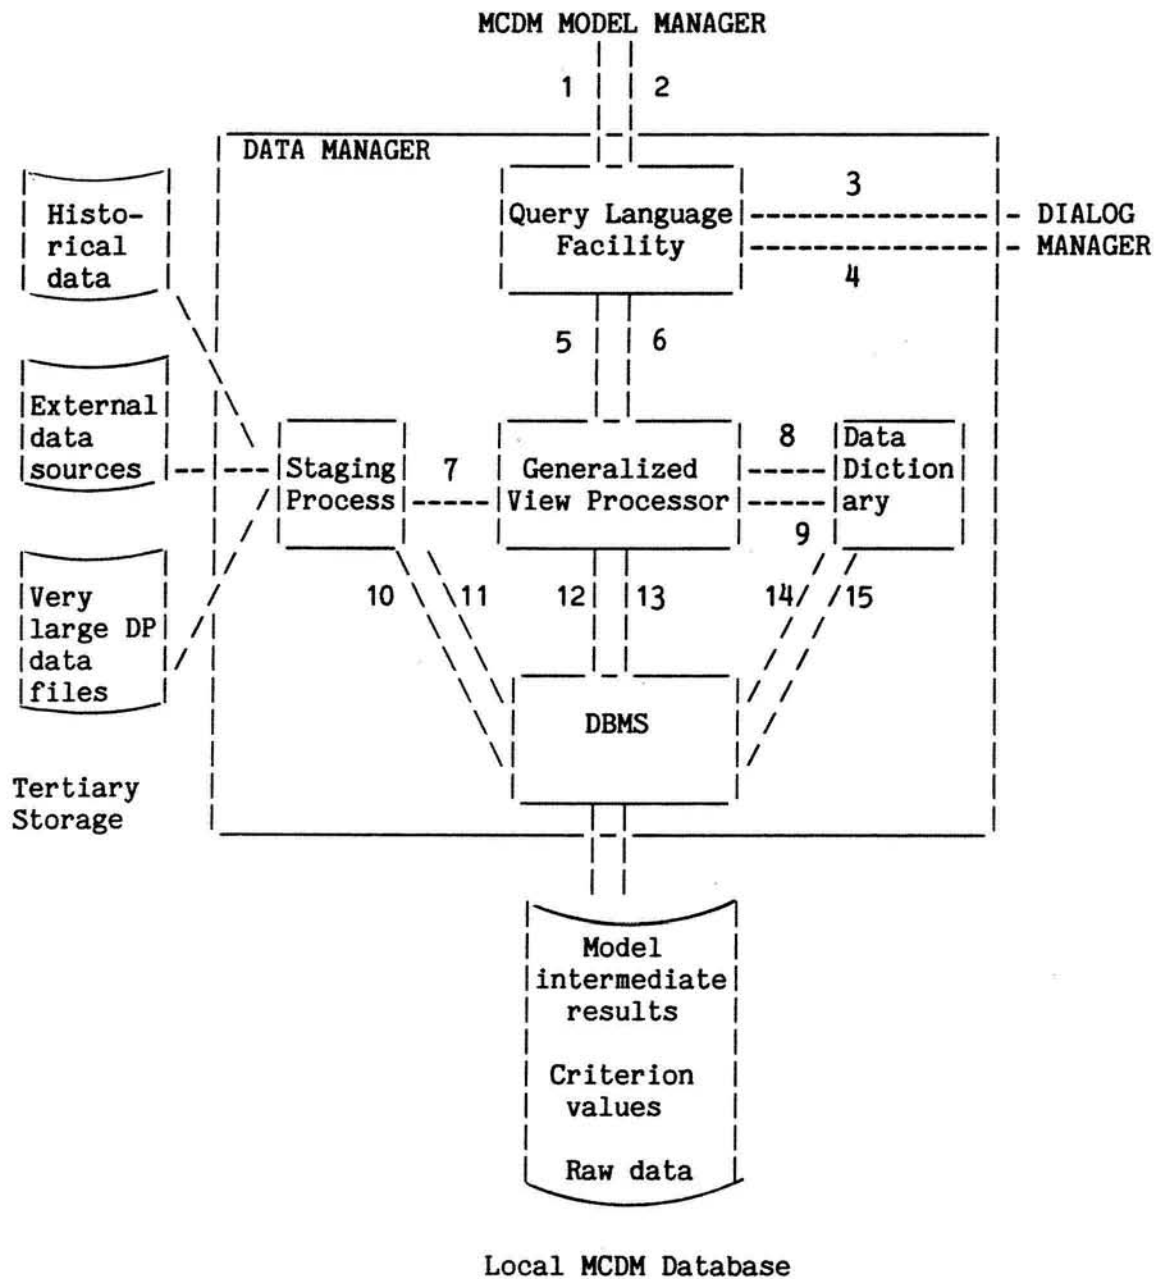 MCDM MODEL MANAGER
1 2
DATA MANAGER
Histo-
rical
data
Query Language
Facility
3
DIALOG
MANAGER
4
5 6
External
data
sources
Staging
Process
7
Generalized
View Processor
8
9
Data
Diction
ary
Very
large DP
data
files
10 11 12 13 14 15
DBMS
Tertiary
Storage
Model
intermediate
results
Criterion
values
Raw data
Local MCDM Database